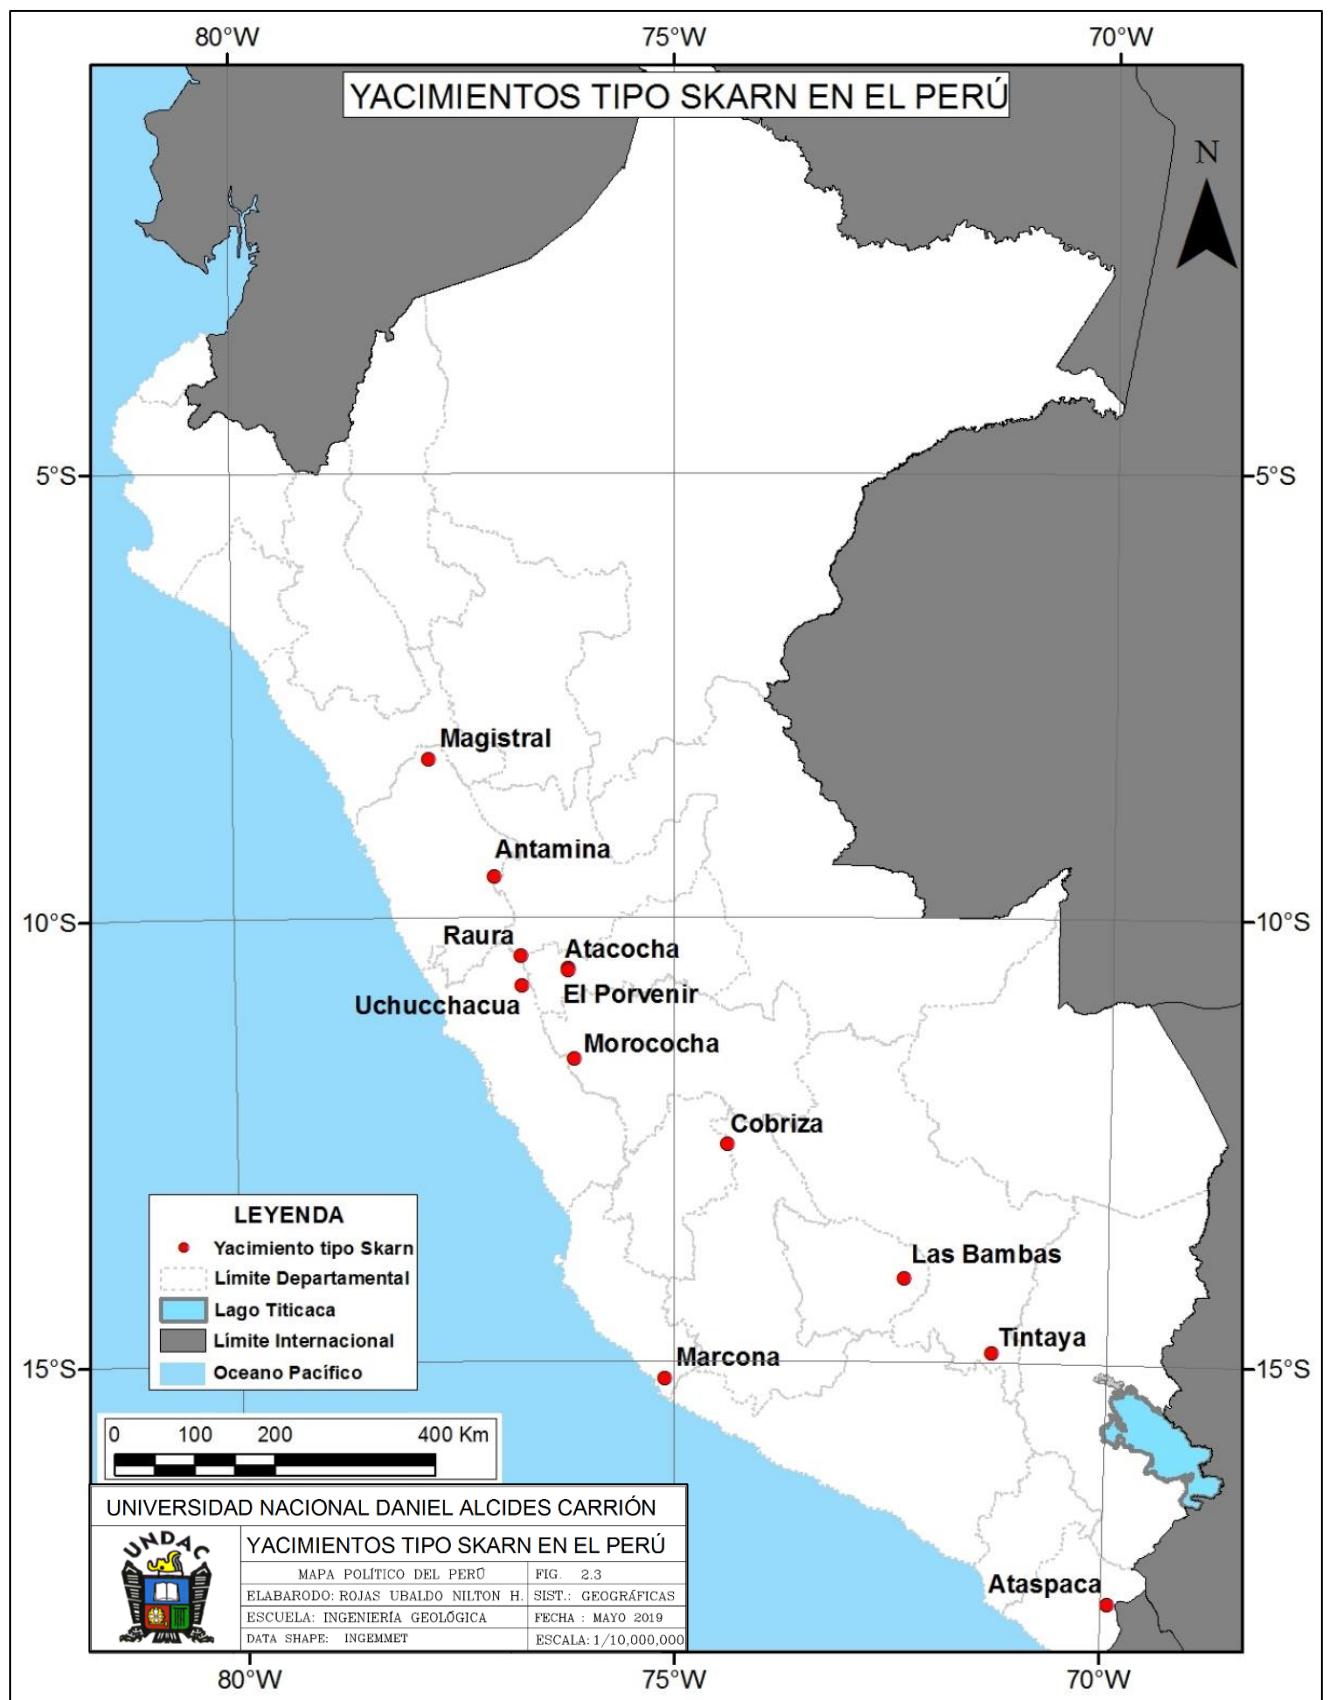 80°W 75°W 70°W
YACIMIENTOS TIPO SKARN EN EL PERÚ
N
5°S 5°S
Magistral
Antamina
10°S 10°S
Raura
Atacocha
El Porvenir
Uchucchacua
Morococha
Cobriza
Las Bambas
Tintaya
Marcona
15°S 15°S
Ataspaca
LEYENDA
Yacimiento tipo Skarn
Límite Departamental
Lago Titicaca
Límite Internacional
Oceano Pacífico
0 100 200 400 Km
UNIVERSIDAD NACIONAL DANIEL ALCIDES CARRIÓN
UNDAC
YACIMIENTOS TIPO SKARN EN EL PERÚ
MAPA POLÍTICO DEL PERÚ FIG. 2.3
ELABARODO: ROJAS UBALDO NILTON H. SIST.: GEOGRÁFICAS
ESCUELA: INGENIERÍA GEOLÓGICA FECHA : MAYO 2019
DATA SHAPE: INGEMMET ESCALA: 1/10,000,000
80°W 75°W 70°W